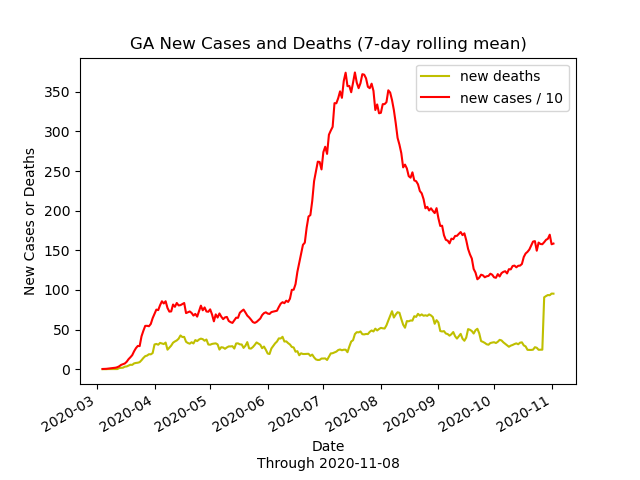 GA New Cases and Deaths (7-day rolling mean)
new deaths
new cases / 10
350
300
250
200
150
100
50
0
New Cases or Deaths
2020-03
2020-04
2020-05
2020-06
2020-07
2020-08
2020-09
2020-10
2020-11
Date
Through 2020-11-08